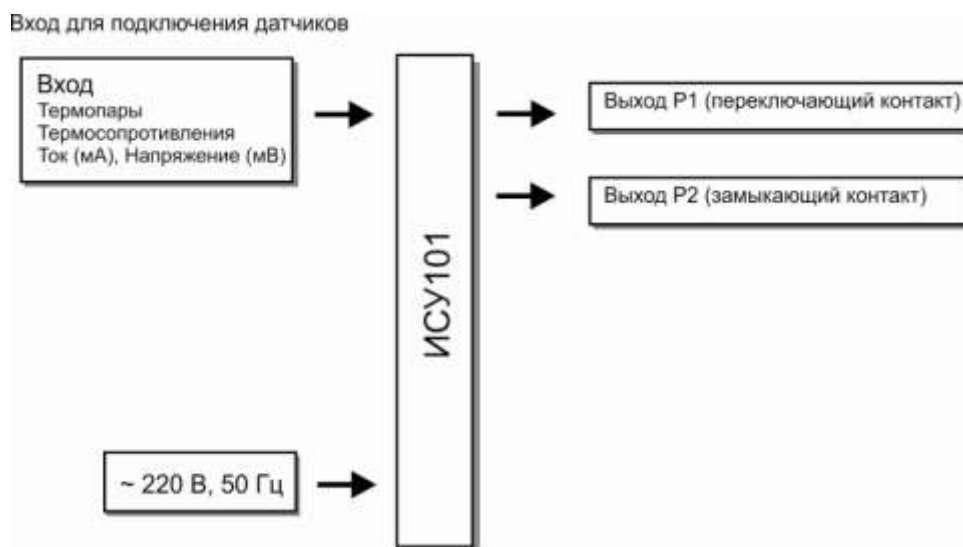 Вход для подключения датчиков
Вход
Термопары
Термосопротивления
Ток (мА), Напряжение (мВ)
Выход Р1 (переключающий контакт)
Выход Р2 (замыкающий контакт)
ИСУ101
~ 220 В, 50 Гц